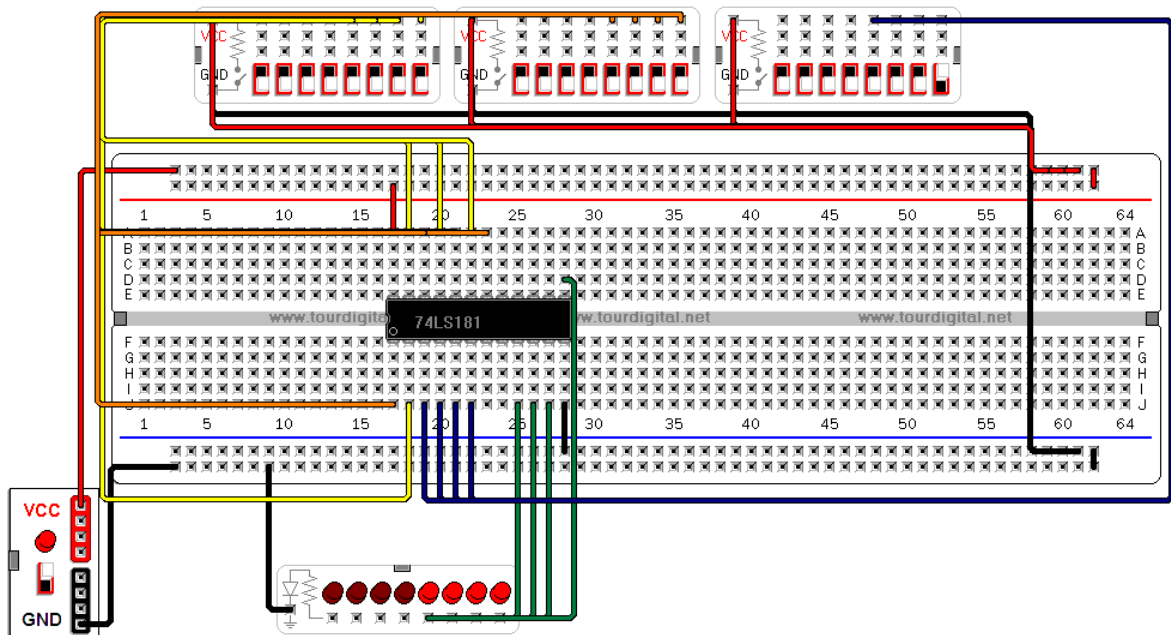 VCC VCC VCC
GND GND GND
1 5 10 15 20 25 30 35 40 45 50 55 60 64
A A
B B
C C
D D
E E
www.tourdigital.net 74LS181 www.tourdigital.net www.tourdigital.net
F F
G G
H H
I I
J J
1 5 10 15 20 25 30 35 40 45 50 55 60 64
VCC
GND